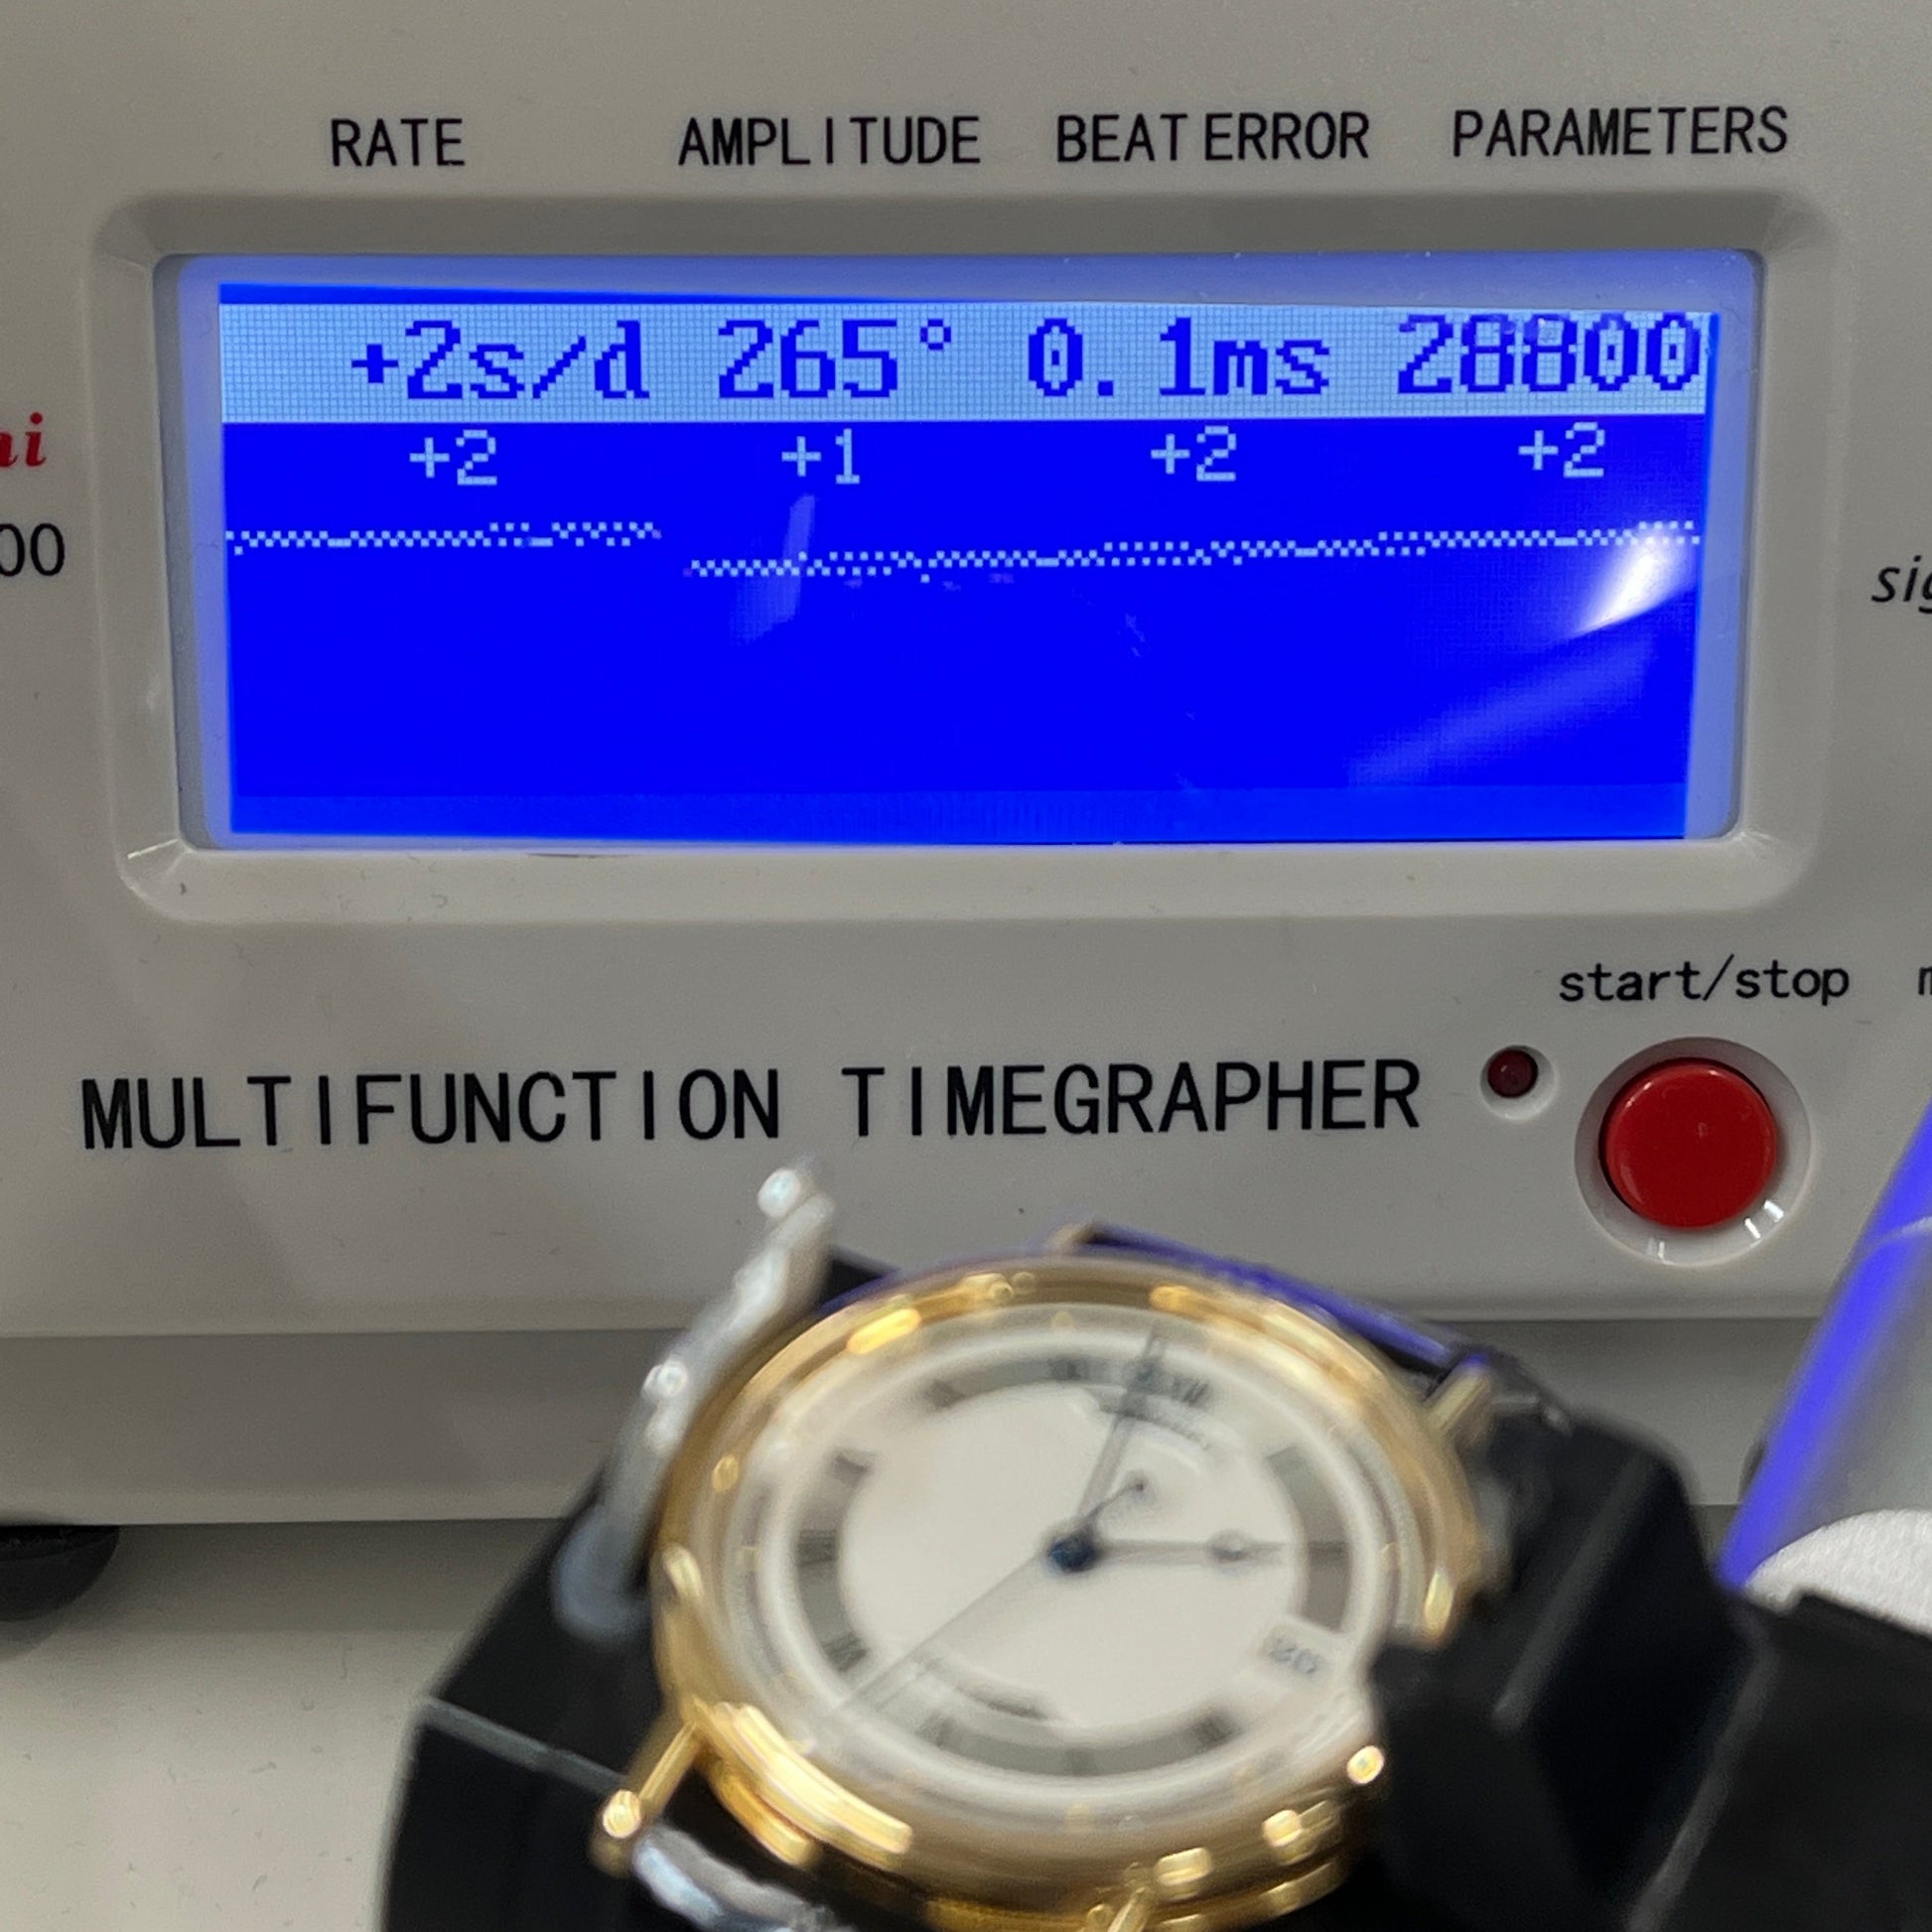 RATE AMPLITUDE BEAT ERROR PARAMETERS
+2s/d 265° 0.1ms 28800
+2 +1 +2 +2
start/stop
MULTIFUNCTION TIMEGRAPHER